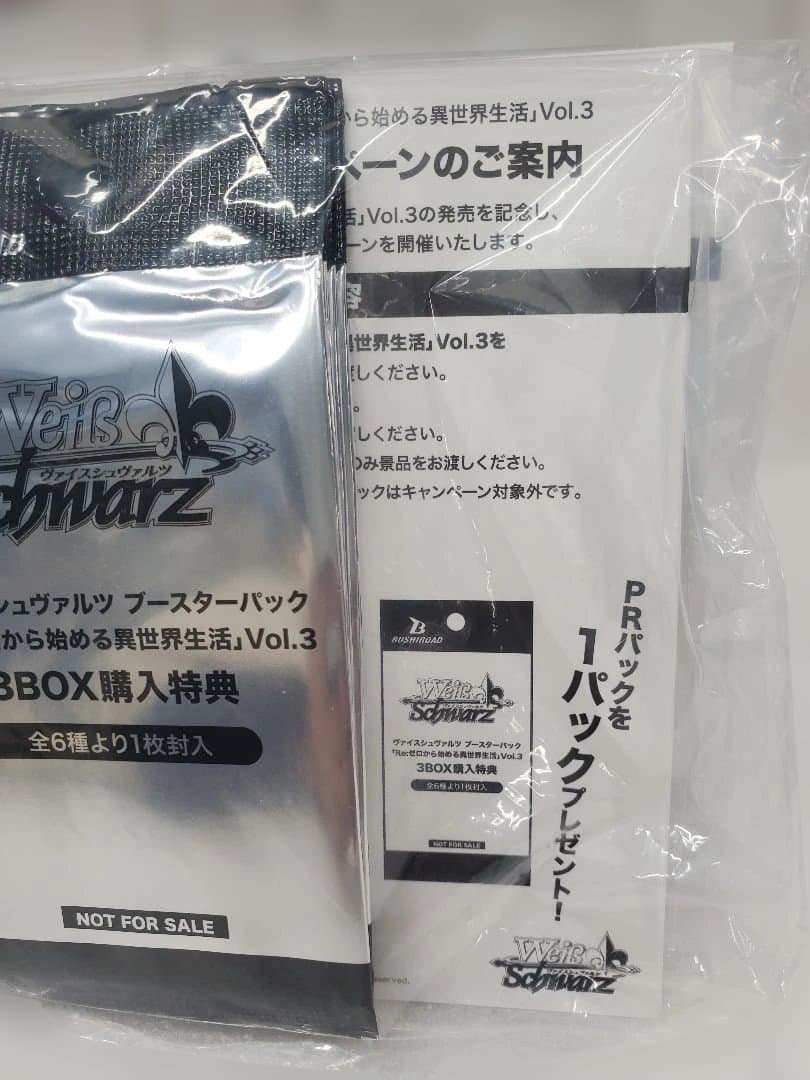 Weiß
ヴァイスシュヴァルツ
Schwarz
シュヴァルツ ブースターパック
から始める異世界生活」Vol.3
3BOX購入特典
全6種より1枚封入
NOT FOR SALE
から始める異世界生活」Vol.3
ペーンのご案内
活」Vol.3の発売を記念し、
ーンを開催いたします。
異世界生活」Vol.3を
渡しください。
。
しください。
のみ景品をお渡しください。
ックはキャンペーン対象外です。
PRパックを
1パックプレゼント!
BUSHIROAD
Weiß
Schwarz
ヴァイスシュヴァルツ ブースターパック
「Re:ゼロから始める異世界生活」Vol.3
3BOX購入特典
全6種より1枚封入
NOT FOR SALE
Weiß
ヴァイスシュヴァルツ
Schwarz
served.